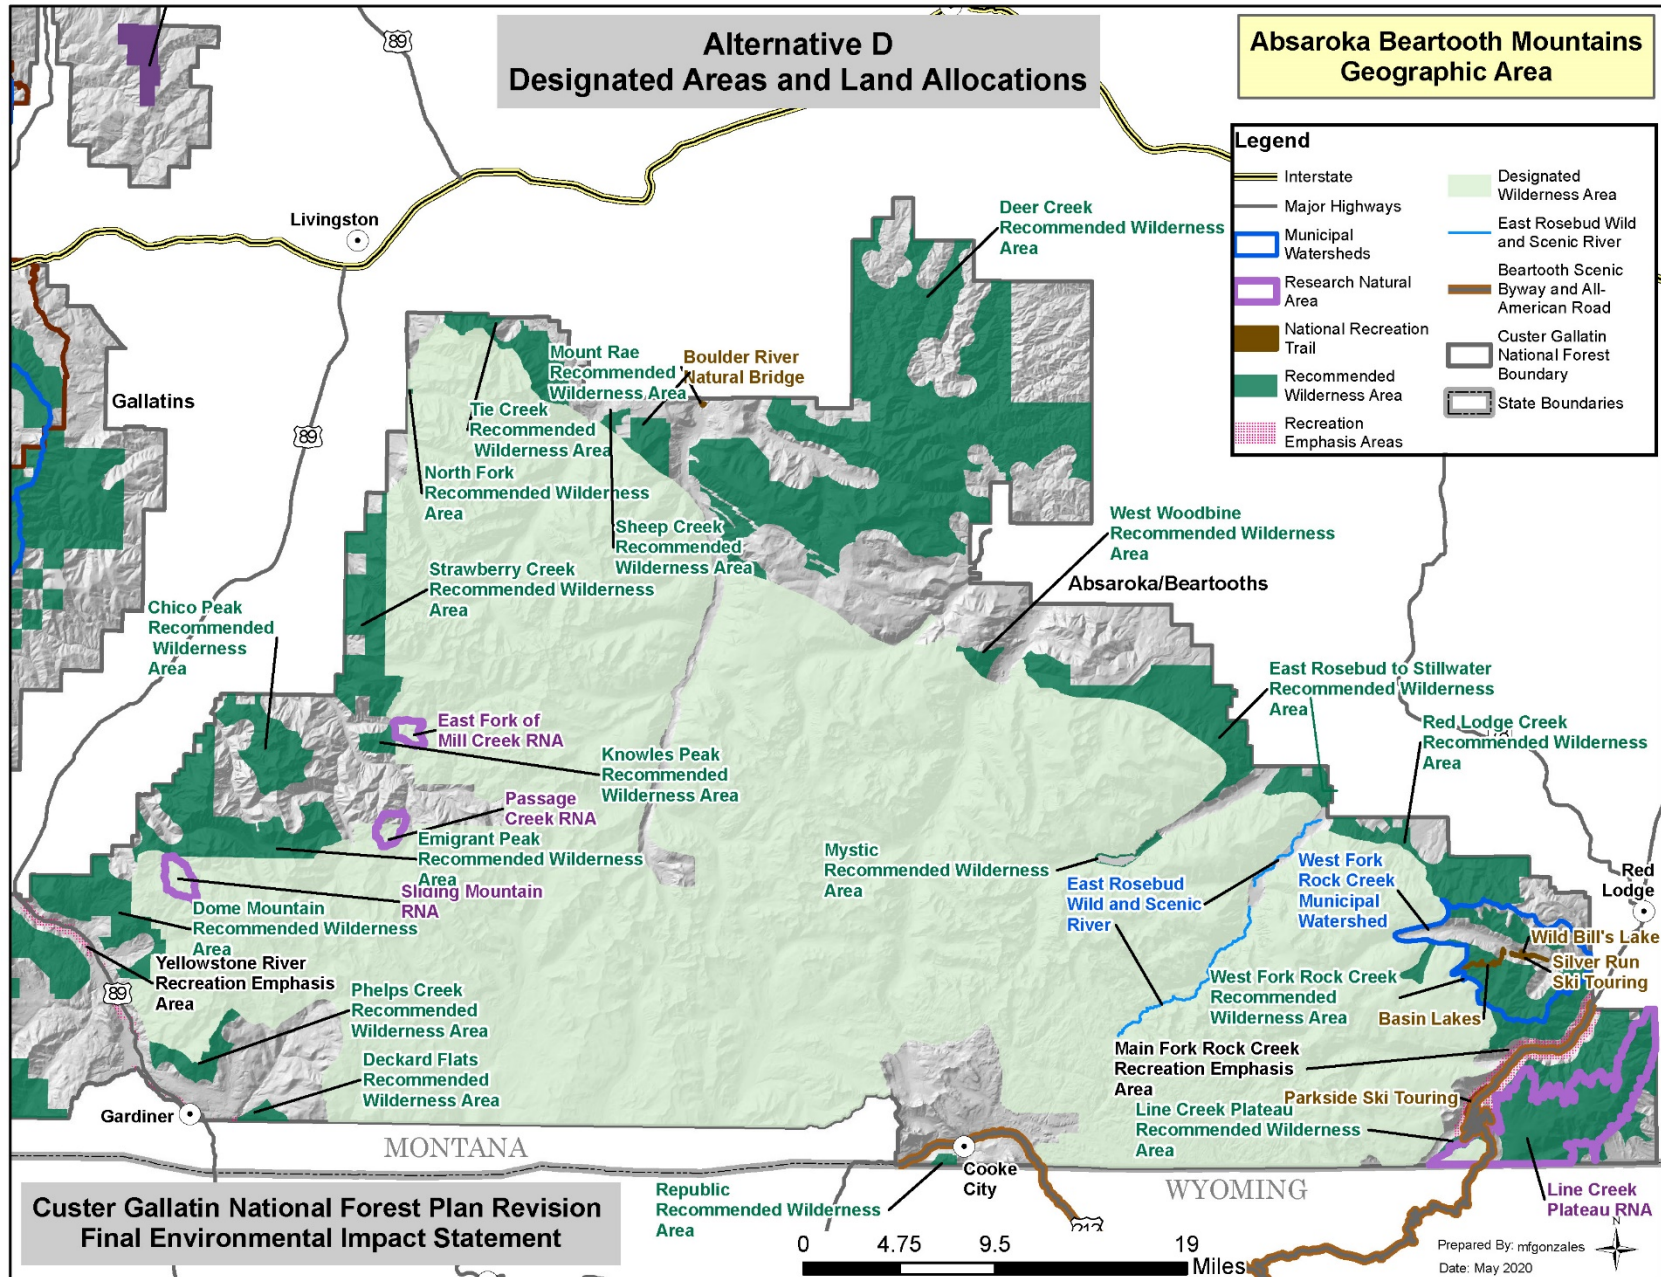 Alternative D
Designated Areas and Land Allocations
Absaroka Beartooth Mountains
Geographic Area
Legend
Interstate
Major Highways
Municipal
Watersheds
Research Natural
Area
National Recreation
Trail
Recommended
Wilderness Area
Recreation
Emphasis Areas
Designated
Wilderness Area
East Rosebud Wild
and Scenic River
Beartooth Scenic
Byway and All-
American Road
Custer Gallatin
National Forest
Boundary
State Boundaries
89
Livingston
Deer Creek
Recommended Wilderness
Area
Mount Rae
Recommended
Wilderness Area
Boulder River
Natural Bridge
Gallatins
89
Tie Creek
Recommended
Wilderness Area
North Fork
Recommended Wilderness
Area
Sheep Creek
Recommended
Wilderness Area
West Woodbine
Recommended Wilderness
Area
Absaroka/Beartooths
Strawberry Creek
Recommended Wilderness
Area
Chico Peak
Recommended
Wilderness
Area
East Rosebud to Stillwater
Recommended Wilderness
Area
Red Lodge Creek
Recommended Wilderness
Area
East Fork of
Mill Creek RNA
Knowles Peak
Recommended
Wilderness Area
Passage
Creek RNA
Emigrant Peak
Recommended Wilderness
Area
Sliding Mountain
RNA
Mystic
Recommended Wilderness
Area
East Rosebud
Wild and Scenic
River
West Fork
Rock Creek
Municipal
Watershed
Red
Lodge
Dome Mountain
Recommended Wilderness
Area
Yellowstone River
Recreation Emphasis
Area
89
Wild Bill's Lake
Silver Run
Ski Touring
West Fork Rock Creek
Recommended
Wilderness Area
Basin Lakes
Phelps Creek
Recommended
Wilderness Area
Deckard Flats
Recommended
Wilderness Area
Main Fork Rock Creek
Recreation Emphasis
Area
Parkside Ski Touring
Line Creek Plateau
Recommended Wilderness
Area
Gardiner
MONTANA
Cooke
City
WYOMING
Republic
Recommended Wilderness
Area
Line Creek
Plateau RNA
Custer Gallatin National Forest Plan Revision
Final Environmental Impact Statement
0 4.75 9.5 19
Miles
N
Prepared By: mfgonzales
Date: May 2020